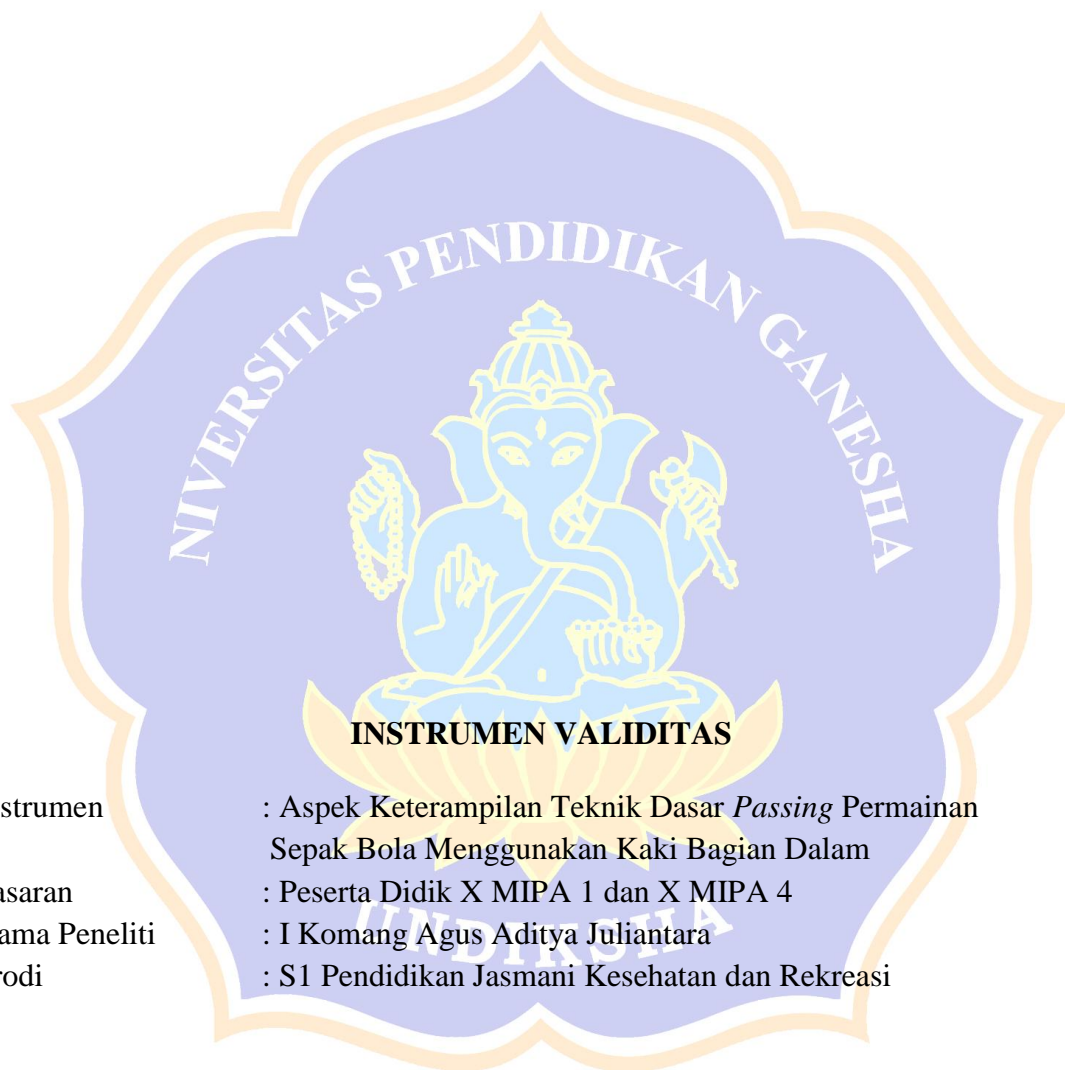 NIVERSITAS PENDIDIKAN GANESHA
INSTRUMEN VALIDITAS
nstrumen : Aspek Keterampilan Teknik Dasar Passing Permainan
Sepak Bola Menggunakan Kaki Bagian Dalam
asaran : Peserta Didik X MIPA 1 dan X MIPA 4
ama Peneliti : I Komang Agus Aditya Juliantara
rodi : S1 Pendidikan Jasmani Kesehatan dan Rekreasi
UNDIKSHA